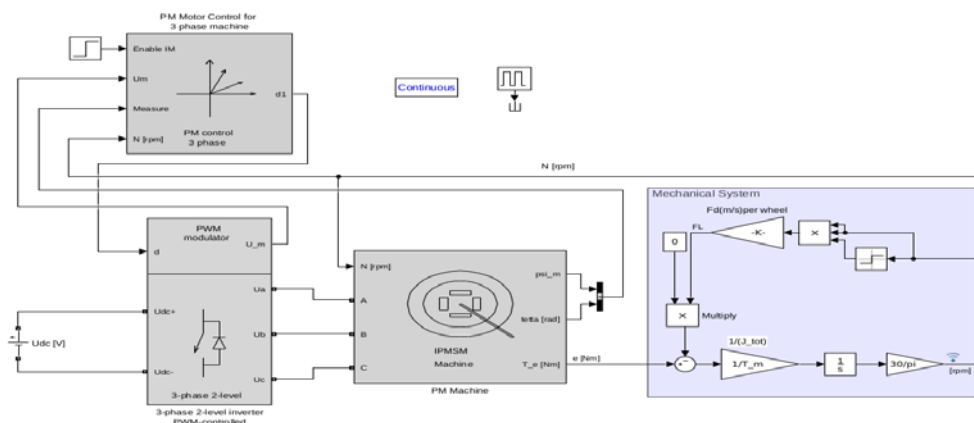 PM Motor Control for
3 phase machine
Enable IM
Um
Measure
N [rpm]
d1
PM control
3 phase
Continuous
N [rpm]
Mechanical System
Fd(m/s)per wheel
FL
-K-
x
0
x
Multiply
1/(J_tot)
1/T_m
1
s
30/pi
[rpm]
PWM
modulator
d
U_m
Udc+
Udc-
Ua
Ub
Uc
3-phase 2-level
3-phase 2-level inverter
PWM-controlled
Udc [V]
N [rpm]
A
B
C
psi_m
tetta [rad]
T_e [Nm]
IPMSM
Machine
PM Machine
e [Nm]